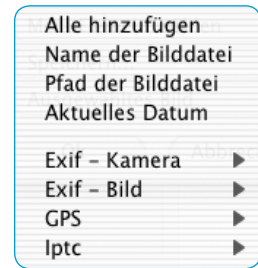 Alle hinzufügen
Name der Bilddatei
Pfad der Bilddatei
Aktuelles Datum
Exif – Kamera
Exif – Bild
GPS
Iptc